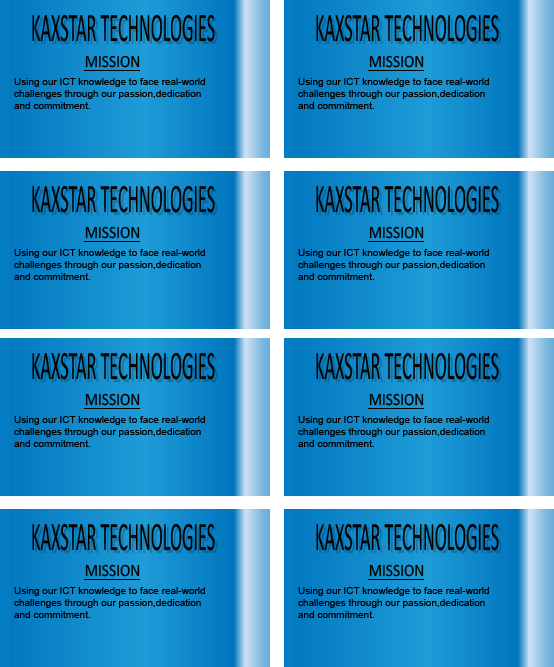 KAXSTAR TECHNOLOGIES
MISSION
Using our ICT knowledge to face real-world
challenges through our passion,dedication
and commitment.
KAXSTAR TECHNOLOGIES
MISSION
Using our ICT knowledge to face real-world
challenges through our passion,dedication
and commitment.
KAXSTAR TECHNOLOGIES
MISSION
Using our ICT knowledge to face real-world
challenges through our passion,dedication
and commitment.
KAXSTAR TECHNOLOGIES
MISSION
Using our ICT knowledge to face real-world
challenges through our passion,dedication
and commitment.
KAXSTAR TECHNOLOGIES
MISSION
Using our ICT knowledge to face real-world
challenges through our passion,dedication
and commitment.
KAXSTAR TECHNOLOGIES
MISSION
Using our ICT knowledge to face real-world
challenges through our passion,dedication
and commitment.
KAXSTAR TECHNOLOGIES
MISSION
Using our ICT knowledge to face real-world
challenges through our passion,dedication
and commitment.
KAXSTAR TECHNOLOGIES
MISSION
Using our ICT knowledge to face real-world
challenges through our passion,dedication
and commitment.